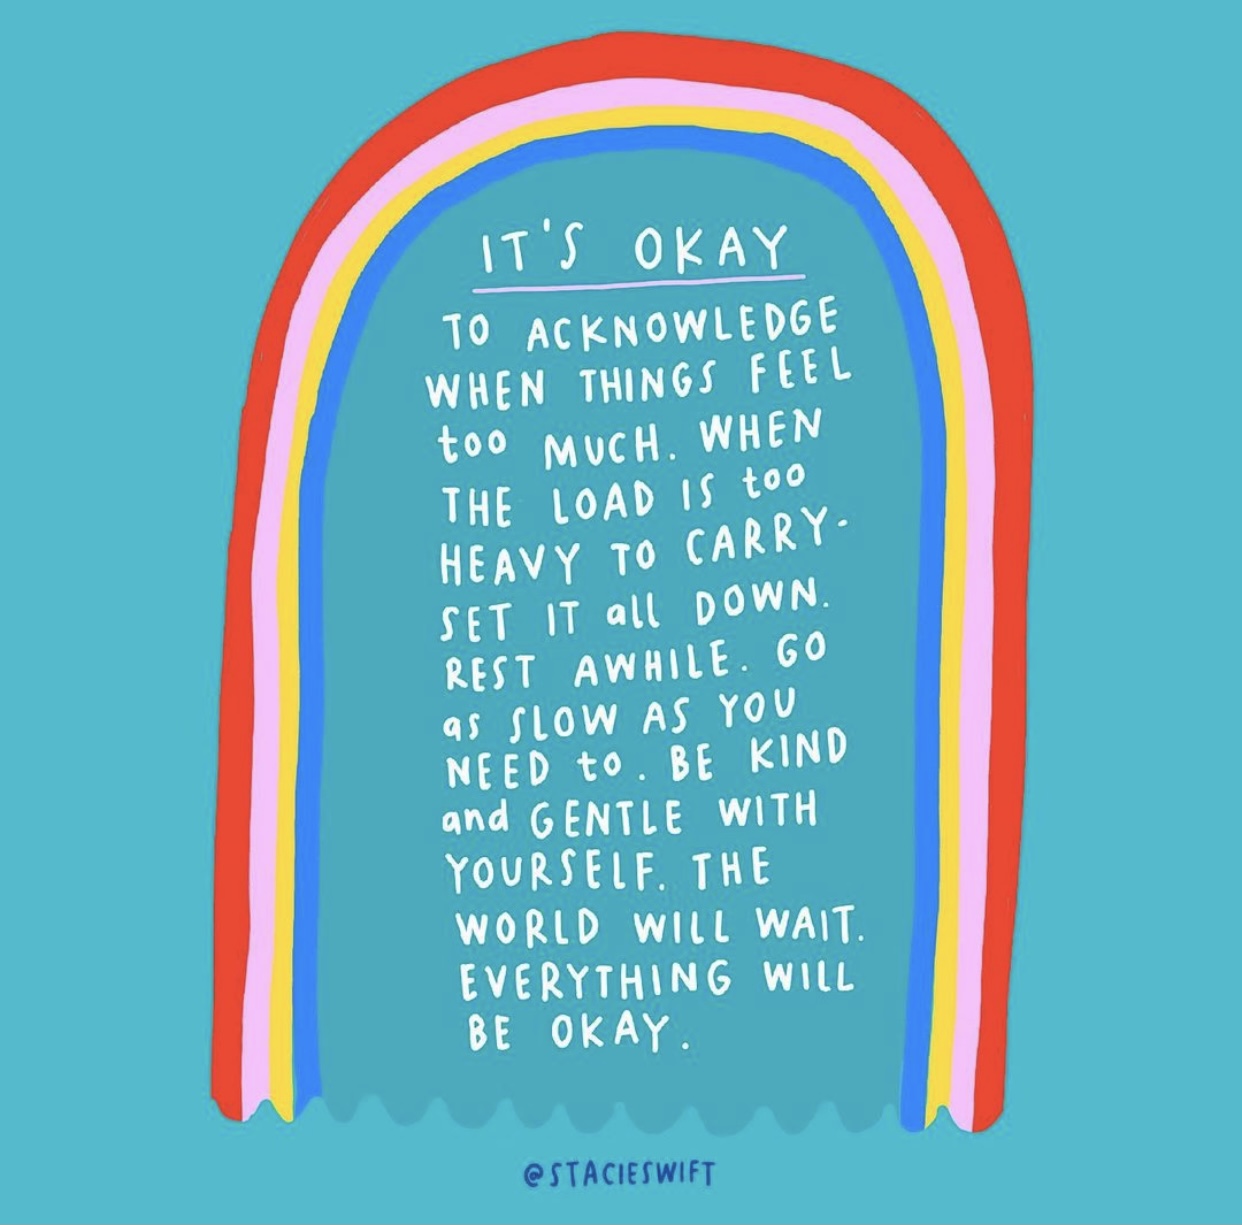 IT'S OKAY
TO ACKNOWLEDGE
WHEN THINGS FEEL
too MUCH. WHEN
THE LOAD IS too
HEAVY TO CARRY-
SET IT all DOWN.
REST AWHILE. GO
as SLOW AS YOU
NEED to. BE KIND
and GENTLE WITH
YOURSELF. THE
WORLD WILL WAIT.
EVERYTHING WILL
BE OKAY.
@STACIESWIFT